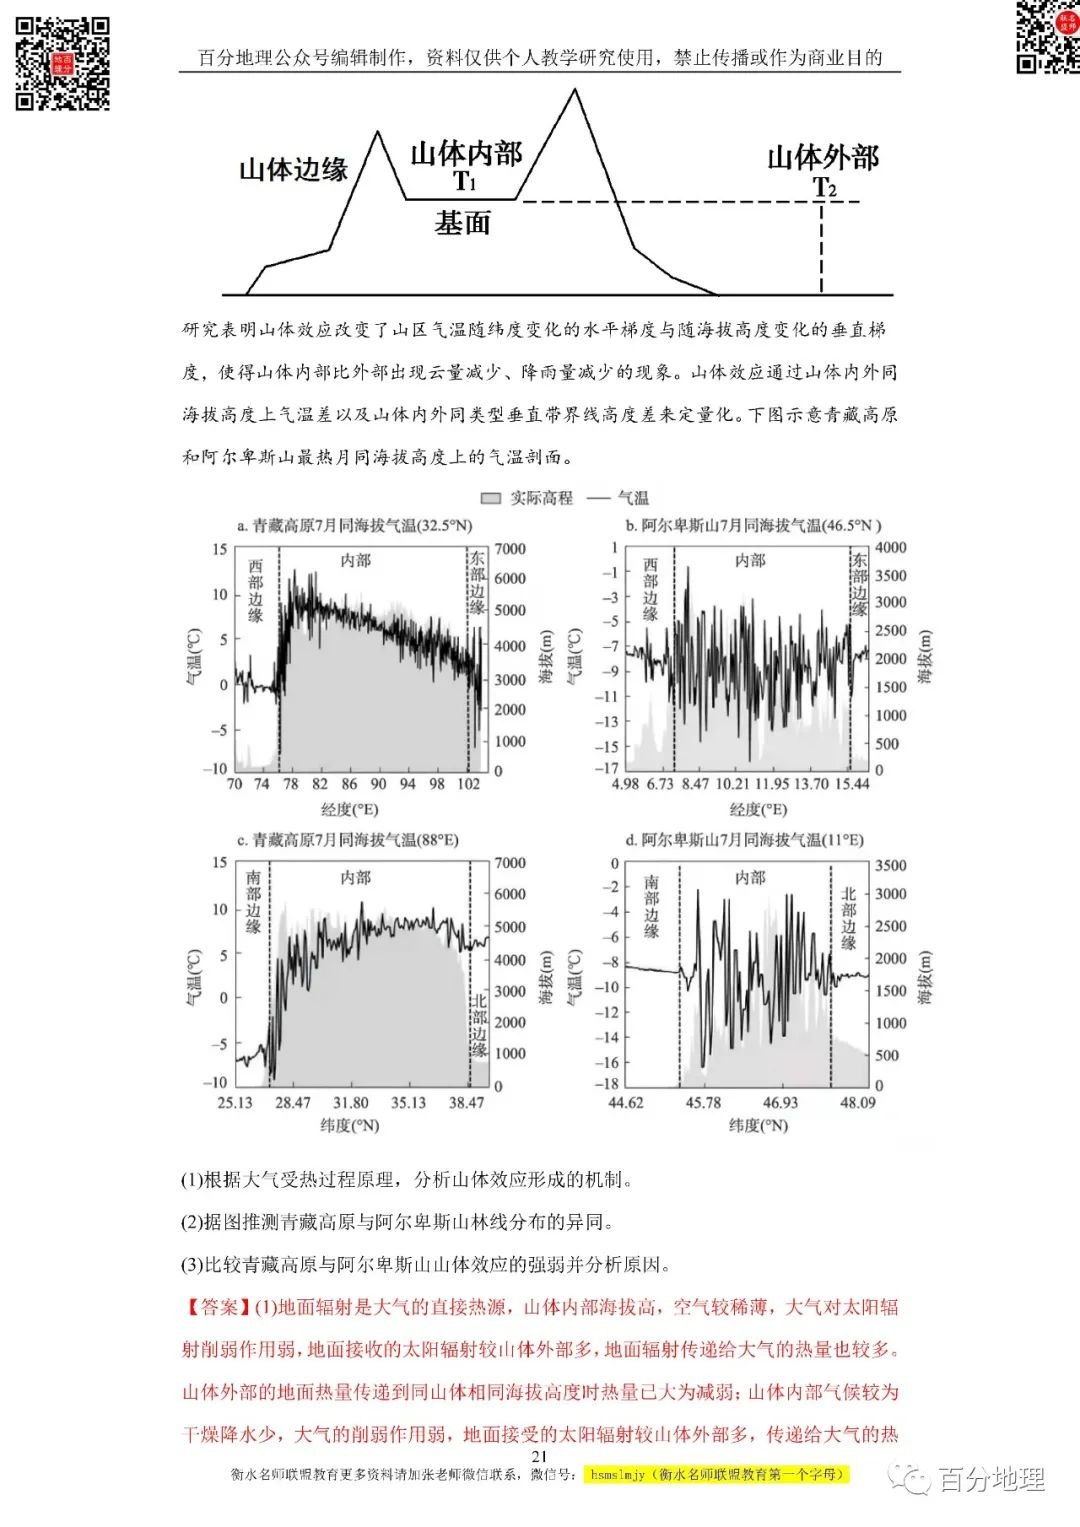 百分地理公众号编辑制作，资料仅供个人教学研究使用，禁止传播或作为商业目的
百分
地理
名师
山体边缘
山体内部
T1
基面
山体外部
T2
研究表明山体效应改变了山区气温随纬度变化的水平梯度与随海拔高度变化的垂直梯
度，使得山体内部比外部出现云量减少、降雨量减少的现象。山体效应通过山体内外同
海拔高度上气温差以及山体内外同类型垂直带界线高度差来定量化。下图示意青藏高原
和阿尔卑斯山最热月同海拔高度上的气温剖面。
实际高程 气温
a. 青藏高原7月同海拔气温(32.5°N)
西部边缘
内部
东部边缘
气温(℃)
15
10
5
0
−5
−10
7000
6000
5000
4000
3000
2000
1000
0
海拔(m)
70 74 78 82 86 90 94 98 102
经度(°E)
b. 阿尔卑斯山7月同海拔气温(46.5°N )
西部边缘
内部
东部边缘
气温(℃)
1
−1
−3
−5
−7
−9
−11
−13
−15
−17
4000
3500
3000
2500
2000
1500
1000
500
0
海拔(m)
4.98 6.73 8.47 10.21 11.95 13.70 15.44
经度(°E)
c. 青藏高原7月同海拔气温(88°E)
南部边缘
内部
北部边缘
气温(℃)
15
10
5
0
−5
−10
7000
6000
5000
4000
3000
2000
1000
0
海拔(m)
25.13 28.47 31.80 35.13 38.47
纬度(°N)
d. 阿尔卑斯山7月同海拔气温(11°E)
南部边缘
内部
北部边缘
气温(℃)
0
−2
−4
−6
−8
−10
−12
−14
−16
−18
3500
3000
2500
2000
1500
1000
500
0
海拔(m)
44.62 45.78 46.93 48.09
纬度(°N)
(1)根据大气受热过程原理，分析山体效应形成的机制。
(2)据图推测青藏高原与阿尔卑斯山林线分布的异同。
(3)比较青藏高原与阿尔卑斯山山体效应的强弱并分析原因。
【答案】(1)地面辐射是大气的直接热源，山体内部海拔高，空气较稀薄，大气对太阳辐
射削弱作用弱，地面接收的太阳辐射较山体外部多，地面辐射传递给大气的热量也较多。
山体外部的地面热量传递到同山体相同海拔高度时热量已大为减弱；山体内部气候较为
干燥降水少，大气的削弱作用弱，地面接受的太阳辐射较山体外部多，传递给大气的热
21
衡水名师联盟教育更多资料请加张老师微信联系，微信号： hsmslmjy（衡水名师联盟教育第一个字母）
百分地理